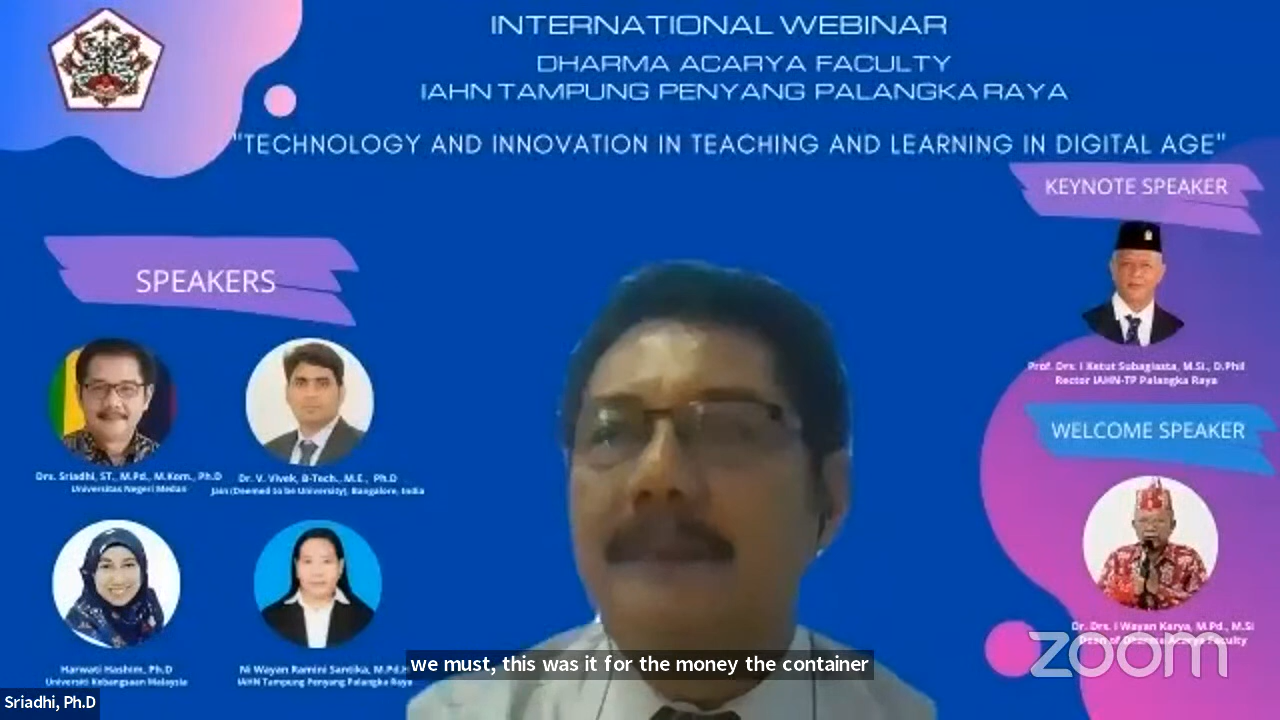 INTERNATIONAL WEBINAR
DHARMA ACARYA FACULTY
IAHN TAMPUNG PENYANG PALANGKA RAYA
"TECHNOLOGY AND INNOVATION IN TEACHING AND LEARNING IN DIGITAL AGE"
KEYNOTE SPEAKER
Prof. Drs. I Ketut Subagiasta, M.Si., D.Phil
Rector IAHN-TP Palangka Raya
SPEAKERS
Drs. Sriadhi, ST., M.Pd., M.Kom., Ph.D
Universitas Negeri Medan
Dr. V. Vivek, B-Tech., M.E., Ph.D
Jain (Deemed to be University), Bangalore, India
WELCOME SPEAKER
Dr. Drs. I Wayan Karya, M.Pd., M.Si
Dean of Dharma Acarya Faculty
Harwati Hashim, Ph.D
Universiti Kebangsaan Malaysia
Ni Wayan Ramini Santika, M.Pd.
IAHN Tampung Penyang Palangka Raya
we must, this was it for the money the container
zoom
Sriadhi, Ph.D